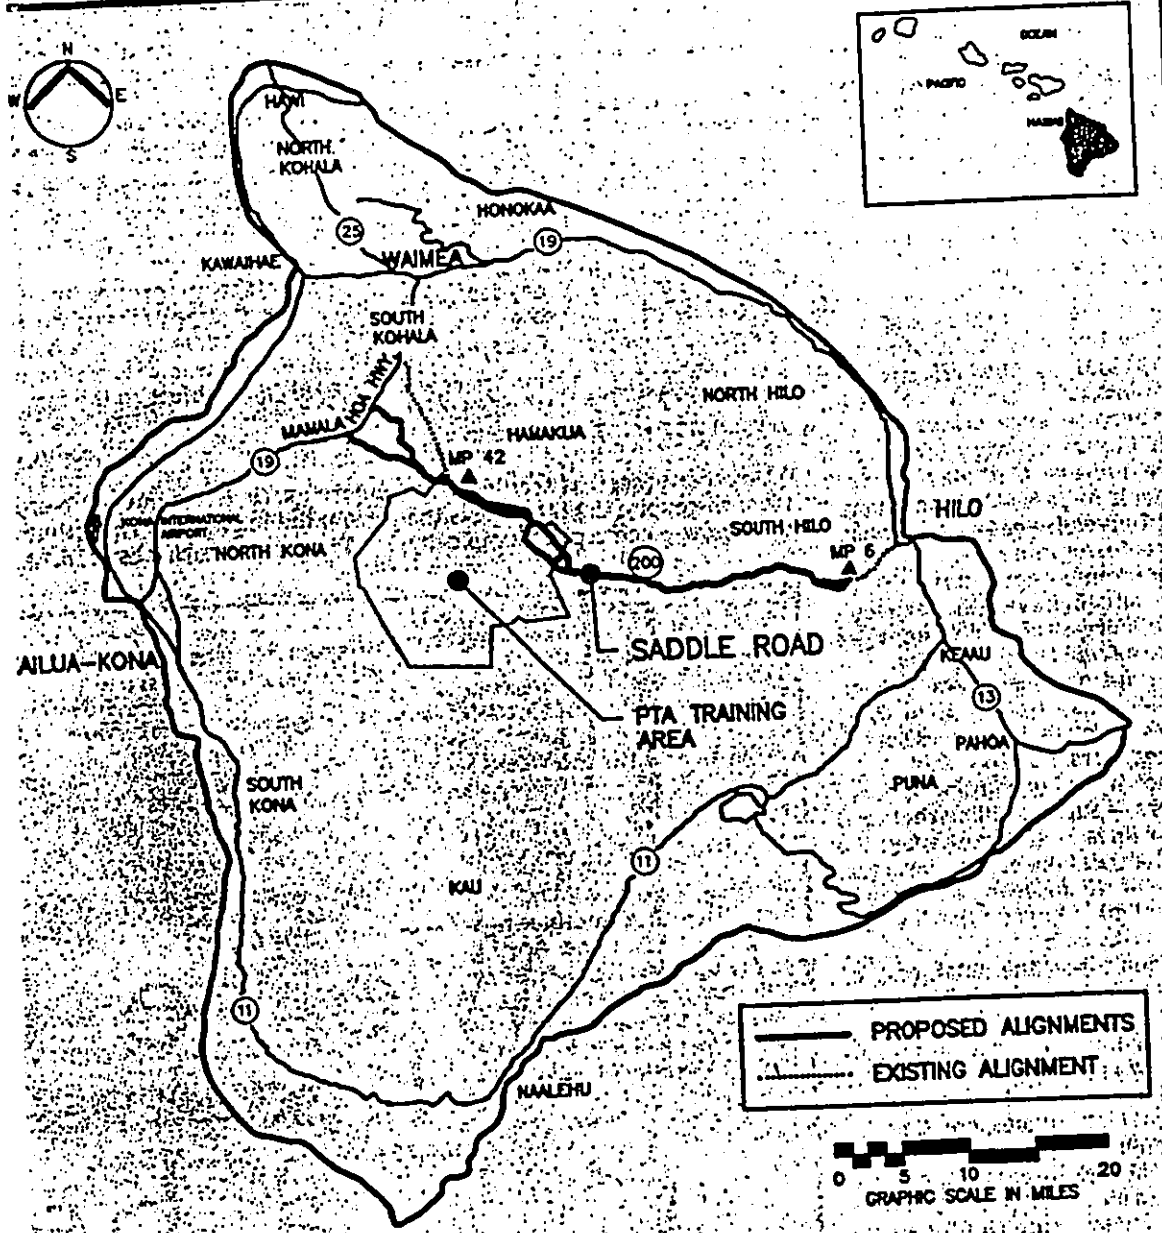 N
W
E
S
OCEAN
PACIFIC
HAWAII
HAWI
NORTH
KOHALA
HONOKAA
25
19
KAWAIHAE
WAIMEA
SOUTH
KOHALA
MAMALAHOA HWY
NORTH HILO
HAMAKUA
19
MP 42
KONA INTERNATIONAL
AIRPORT
NORTH KONA
SOUTH HILO
HILO
MP 6
200
AILUA-KONA
SADDLE ROAD
KEAAU
13
PTA TRAINING
AREA
PAHOA
SOUTH
KONA
PUNA
11
KAU
11
NAALEHU
PROPOSED ALIGNMENTS
EXISTING ALIGNMENT
0 5 10 20
GRAPHIC SCALE IN MILES